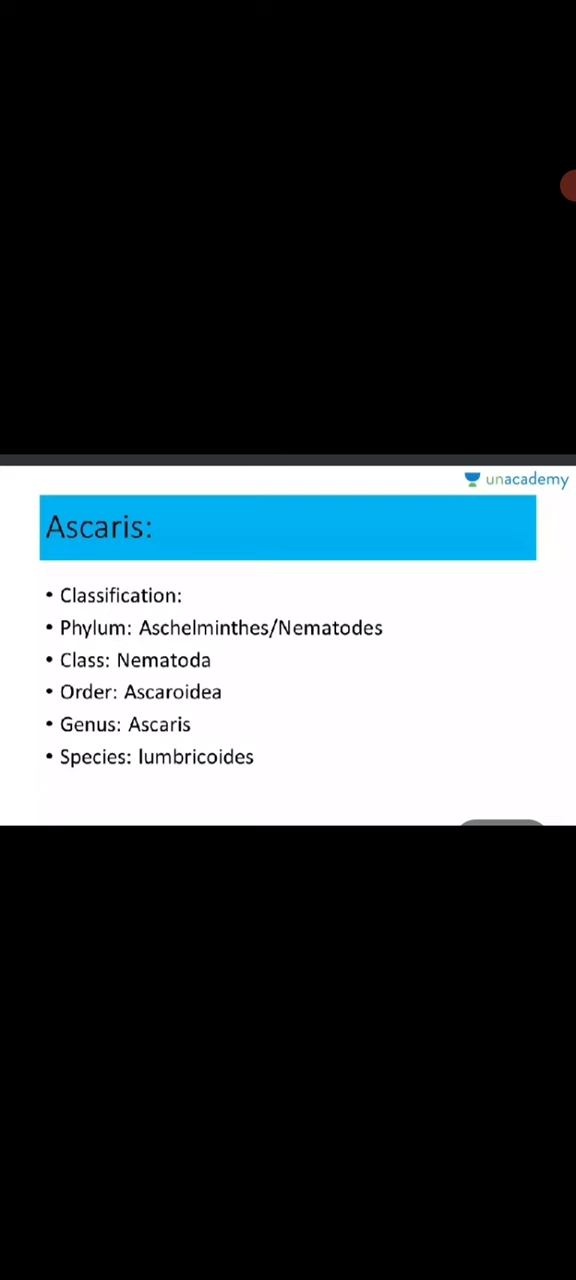 unacademy
Ascaris:
• Classification:
• Phylum: Aschelminthes/Nematodes
• Class: Nematoda
• Order: Ascaroidea
• Genus: Ascaris
• Species: lumbricoides